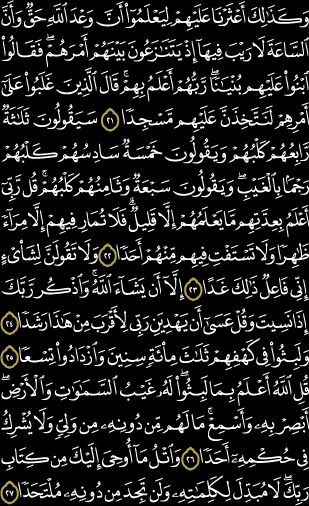 وَكَذَٰلِكَ أَعْثَرْنَا عَلَيْهِمْ لِيَعْلَمُوٓا۟ أَنَّ وَعْدَ ٱللَّهِ حَقٌّ وَأَنَّ
ٱلسَّاعَةَ لَا رَيْبَ فِيهَآ إِذْ يَتَنَٰزَعُونَ بَيْنَهُمْ أَمْرَهُمْ ۖ فَقَالُوا۟
ٱبْنُوا۟ عَلَيْهِم بُنْيَٰنًا ۖ رَّبُّهُمْ أَعْلَمُ بِهِمْ ۚ قَالَ ٱلَّذِينَ غَلَبُوا۟ عَلَىٰٓ
أَمْرِهِمْ لَنَتَّخِذَنَّ عَلَيْهِم مَّسْجِدًا ٢١ سَيَقُولُونَ ثَلَٰثَةٌ
رَّابِعُهُمْ كَلْبُهُمْ وَيَقُولُونَ خَمْسَةٌ سَادِسُهُمْ كَلْبُهُمْ
رَجْمًۢا بِٱلْغَيْبِ ۖ وَيَقُولُونَ سَبْعَةٌ وَثَامِنُهُمْ كَلْبُهُمْ ۚ قُل رَّبِّىٓ
أَعْلَمُ بِعِدَّتِهِم مَّا يَعْلَمُهُمْ إِلَّا قَلِيلٌ ۗ فَلَا تُمَارِ فِيهِمْ إِلَّا مِرَآءً
ظَٰهِرًا وَلَا تَسْتَفْتِ فِيهِم مِّنْهُمْ أَحَدًا ٢٢ وَلَا تَقُولَنَّ لِشَا۟ىْءٍ
إِنِّى فَاعِلٌ ذَٰلِكَ غَدًا ٢٣ إِلَّآ أَن يَشَآءَ ٱللَّهُ ۚ وَٱذْكُر رَّبَّكَ
إِذَا نَسِيتَ وَقُلْ عَسَىٰٓ أَن يَهْدِيَنِ رَبِّى لِأَقْرَبَ مِنْ هَٰذَا رَشَدًا ٢٤
وَلَبِثُوا۟ فِى كَهْفِهِمْ ثَلَٰثَ مِا۟ئَةٍ سِنِينَ وَٱزْدَادُوا۟ تِسْعًا ٢٥
قُلِ ٱللَّهُ أَعْلَمُ بِمَا لَبِثُوا۟ ۖ لَهُۥ غَيْبُ ٱلسَّمَٰوَٰتِ وَٱلْأَرْضِ ۖ
أَبْصِرْ بِهِۦ وَأَسْمِعْ ۚ مَا لَهُم مِّن دُونِهِۦ مِن وَلِىٍّ وَلَا يُشْرِكُ
فِى حُكْمِهِۦٓ أَحَدًا ٢٦ وَٱتْلُ مَآ أُوحِىَ إِلَيْكَ مِن كِتَابِ
رَبِّكَ ۖ لَا مُبَدِّلَ لِكَلِمَٰتِهِۦ وَلَن تَجِدَ مِن دُونِهِۦ مُلْتَحَدًا ٢٧